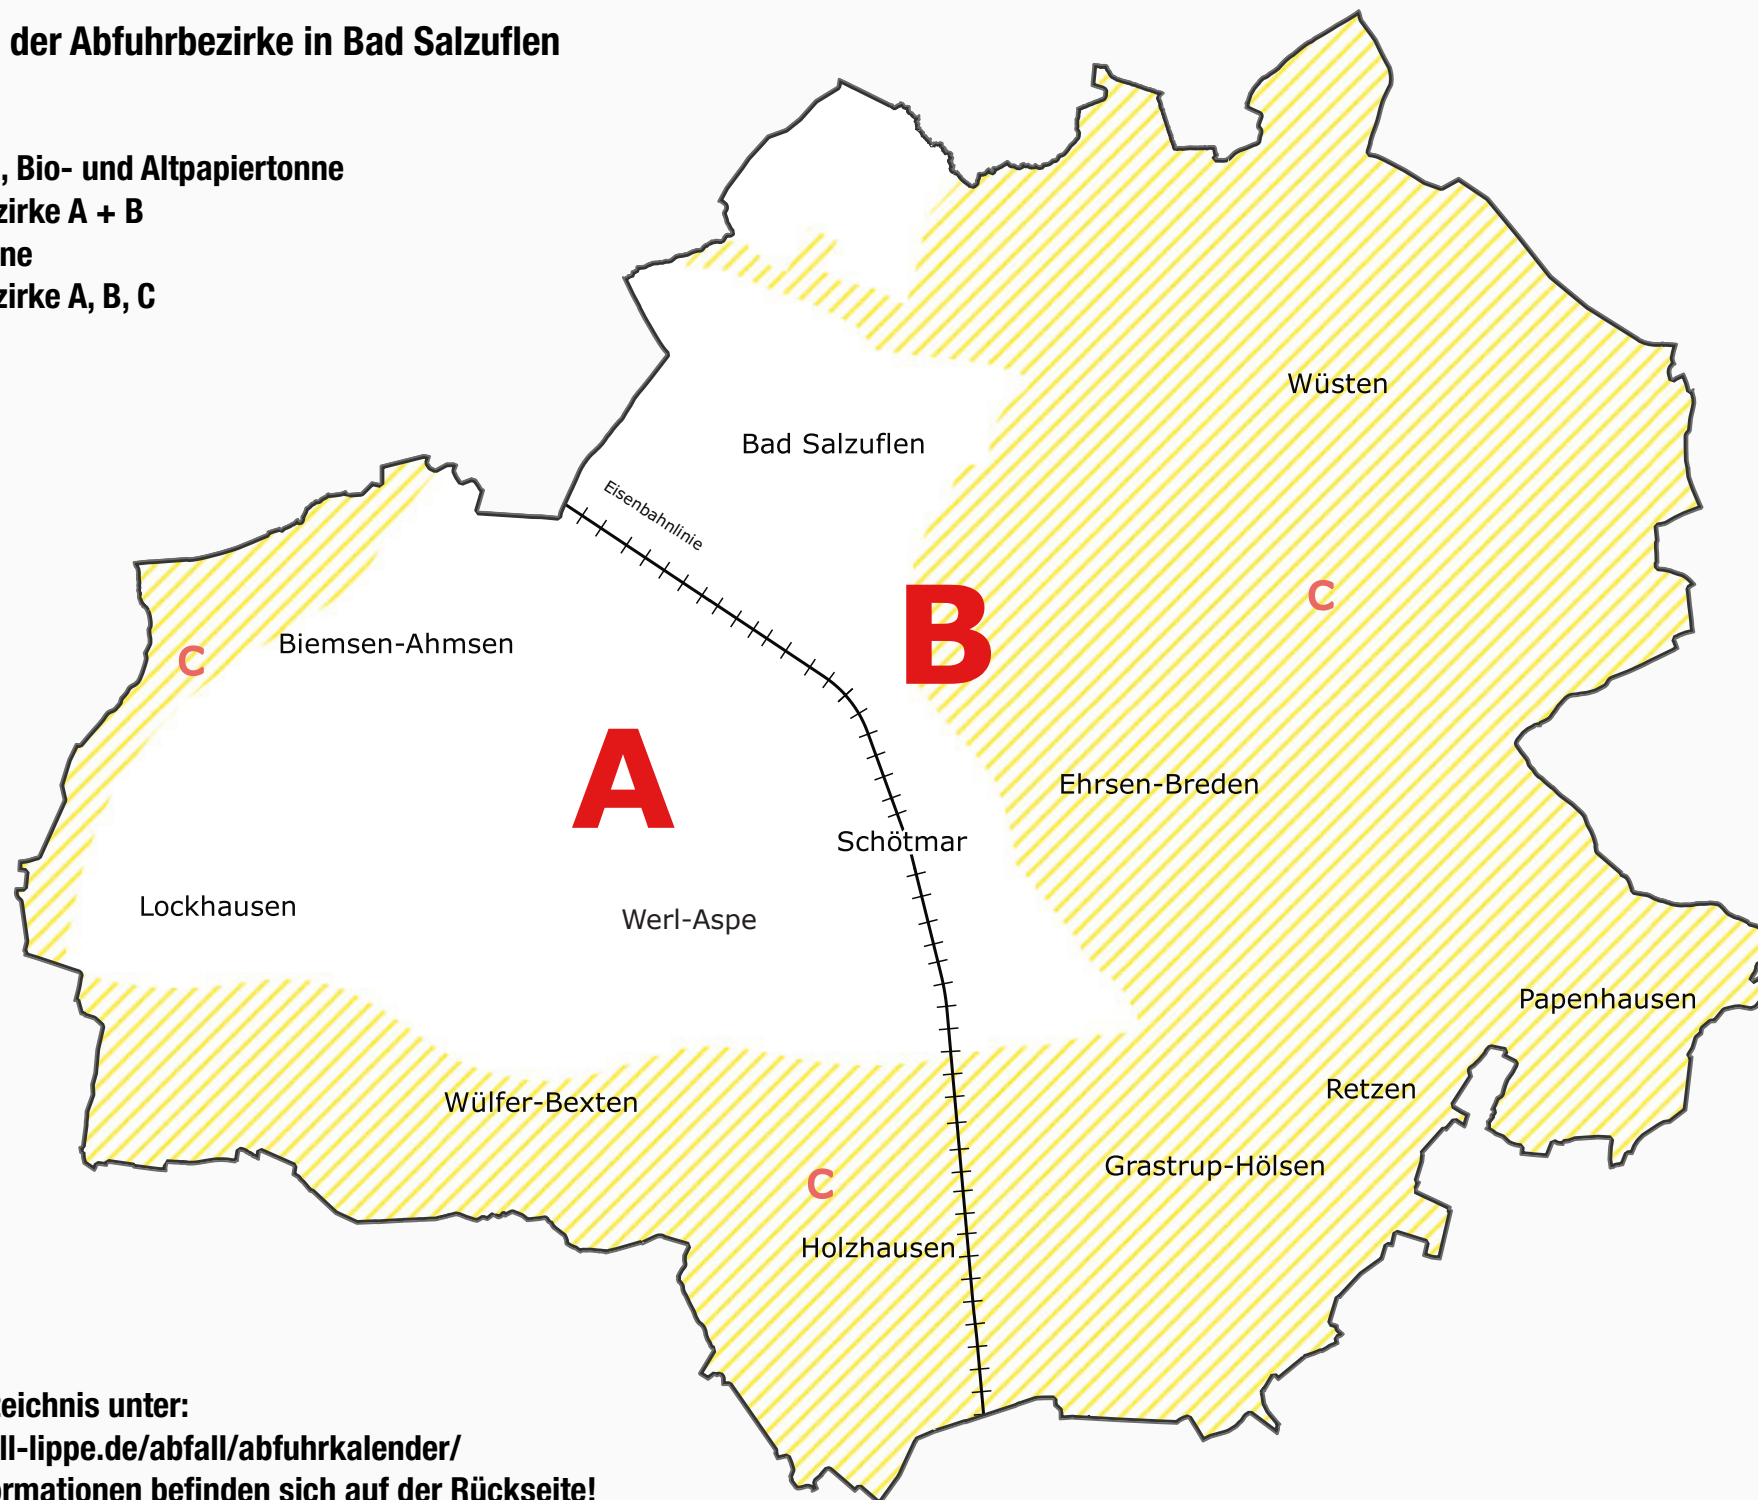 der Abfuhrbezirke in Bad Salzuflen
, Bio- und Altpapiertonne
zirke A + B
ne
zirke A, B, C
Wüsten
Bad Salzuflen
Eisenbahnlinie
B
C
Biemsen-Ahmsen
C
A
Ehrsen-Breden
Schötmar
Lockhausen
Werl-Aspe
Papenhausen
Retzen
Wülfer-Bexten
Grastrup-Hölsen
C
Holzhausen
eichnis unter:
ll-lippe.de/abfall/abfuhrkalender/
ormationen befinden sich auf der Rückseite!